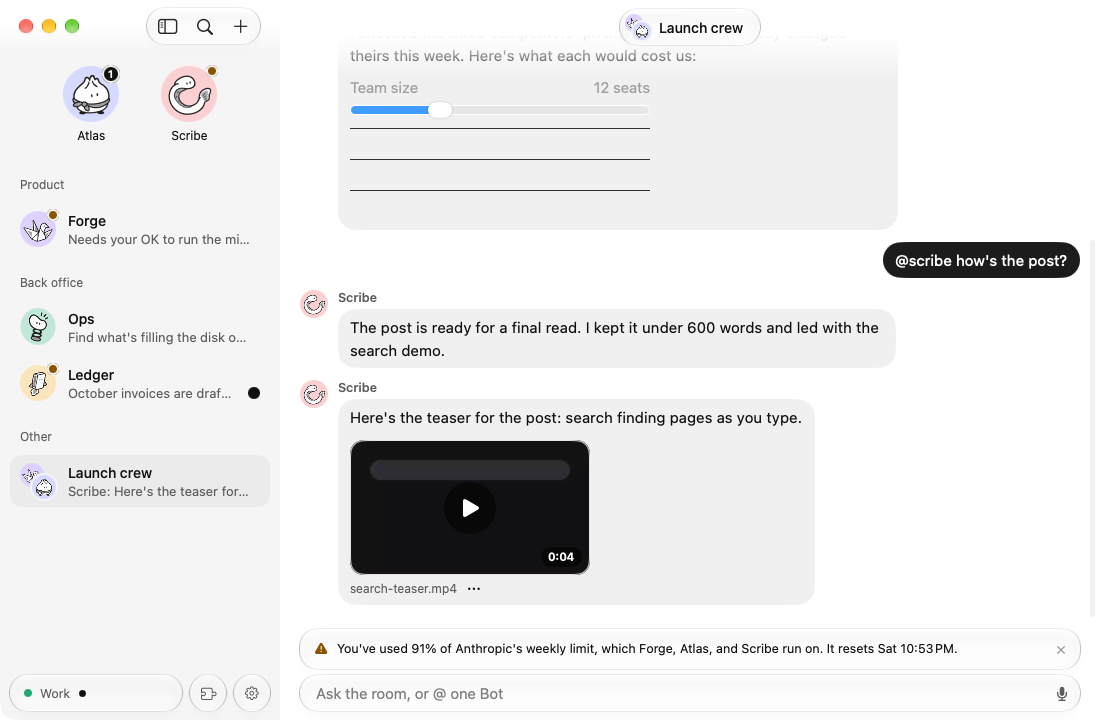 Launch crew
1
Atlas
Scribe
Product
Forge
Needs your OK to run the mi...
Back office
Ops
Find what's filling the disk o...
Ledger
October invoices are draf...
Other
Launch crew
Scribe: Here's the teaser for...
Work
theirs this week. Here's what each would cost us:
Team size
12 seats
@scribe how's the post?
Scribe
The post is ready for a final read. I kept it under 600 words and led with the
search demo.
Scribe
Here's the teaser for the post: search finding pages as you type.
0:04
search-teaser.mp4
You've used 91% of Anthropic's weekly limit, which Forge, Atlas, and Scribe run on. It resets Sat 10:53 PM.
Ask the room, or @ one Bot